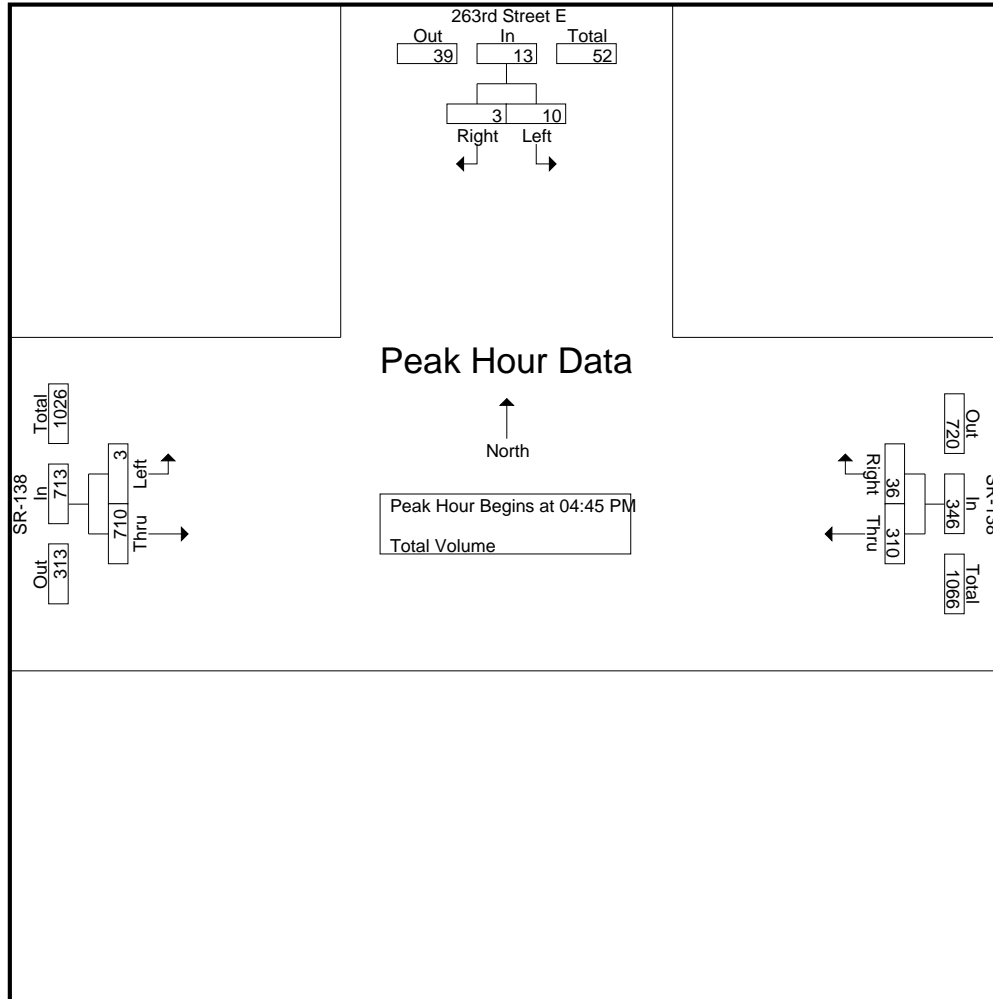 263rd Street E
Out In Total
39 13 52
3 10
Right Left
Peak Hour Data
North
Peak Hour Begins at 04:45 PM
Total Volume
SR-138
Total In Out
1026 713 313
3 710
Left Thru
Out In Total
720 346 1066
Right Thru
36 310
SR-138